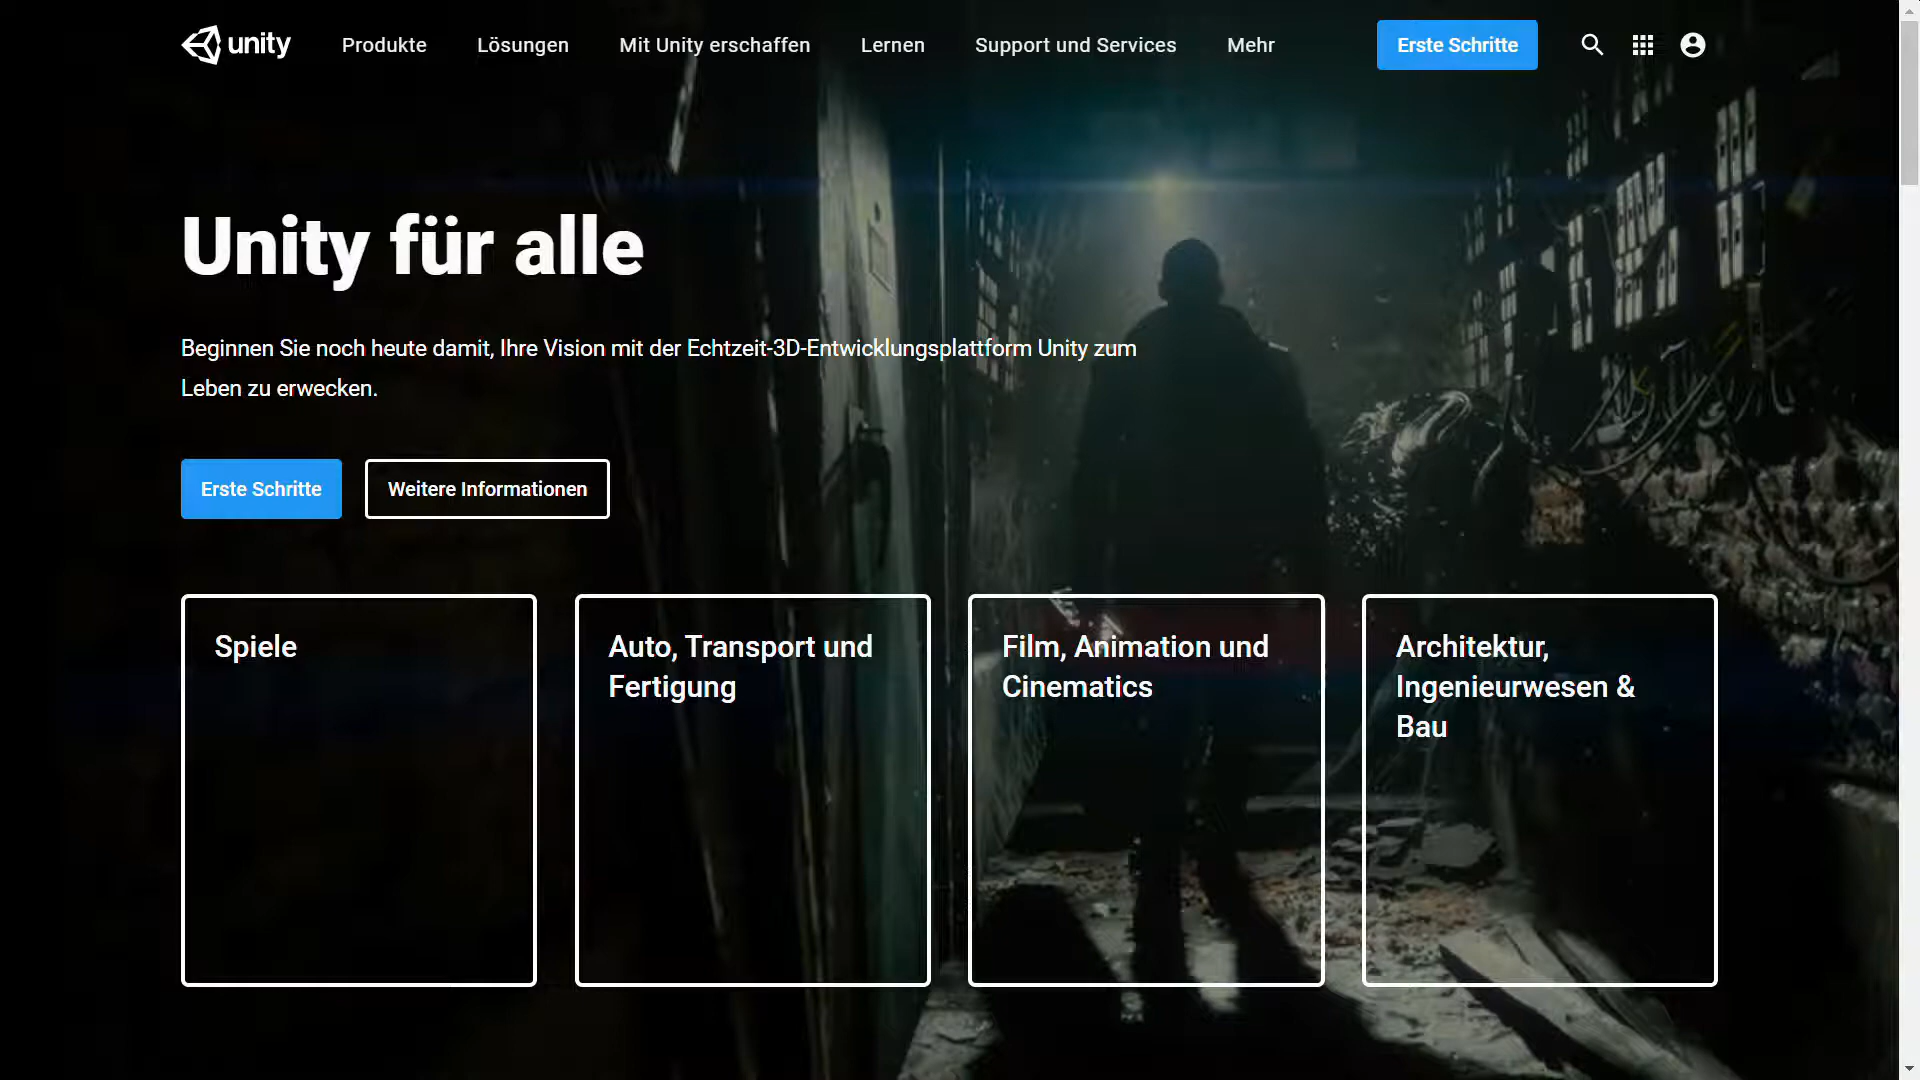 unity
Produkte
Lösungen
Mit Unity erschaffen
Lernen
Support und Services
Mehr
Erste Schritte
Unity für alle
Beginnen Sie noch heute damit, Ihre Vision mit der Echtzeit-3D-Entwicklungsplattform Unity zum
Leben zu erwecken.
Erste Schritte
Weitere Informationen
Spiele
Auto, Transport und
Fertigung
Film, Animation und
Cinematics
Architektur,
Ingenieurwesen &
Bau